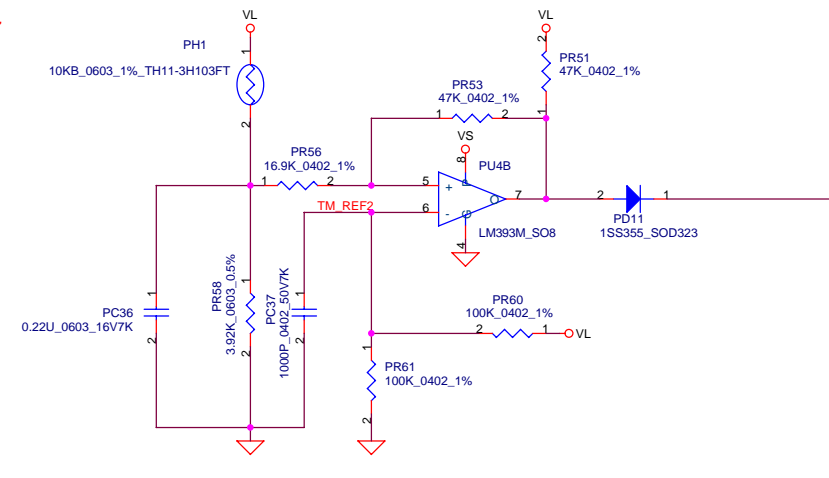 VL
PH1
1
10KB_0603_1%_TH11-3H103FT
2
VL
2
PR51
47K_0402_1%
1
PR53
47K_0402_1%
1
2
VS
8
PU4B
PR56
16.9K_0402_1%
1
2
5
+
P
O
7
TM_REF2
6
-
G
4
LM393M_SO8
2
1
PD11
1SS355_SOD323
1
PC36
0.22U_0603_16V7K
2
1
PR58
3.92K_0603_0.5%
2
1
PC37
1000P_0402_50V7K
2
PR60
100K_0402_1%
2
1
VL
1
PR61
100K_0402_1%
2